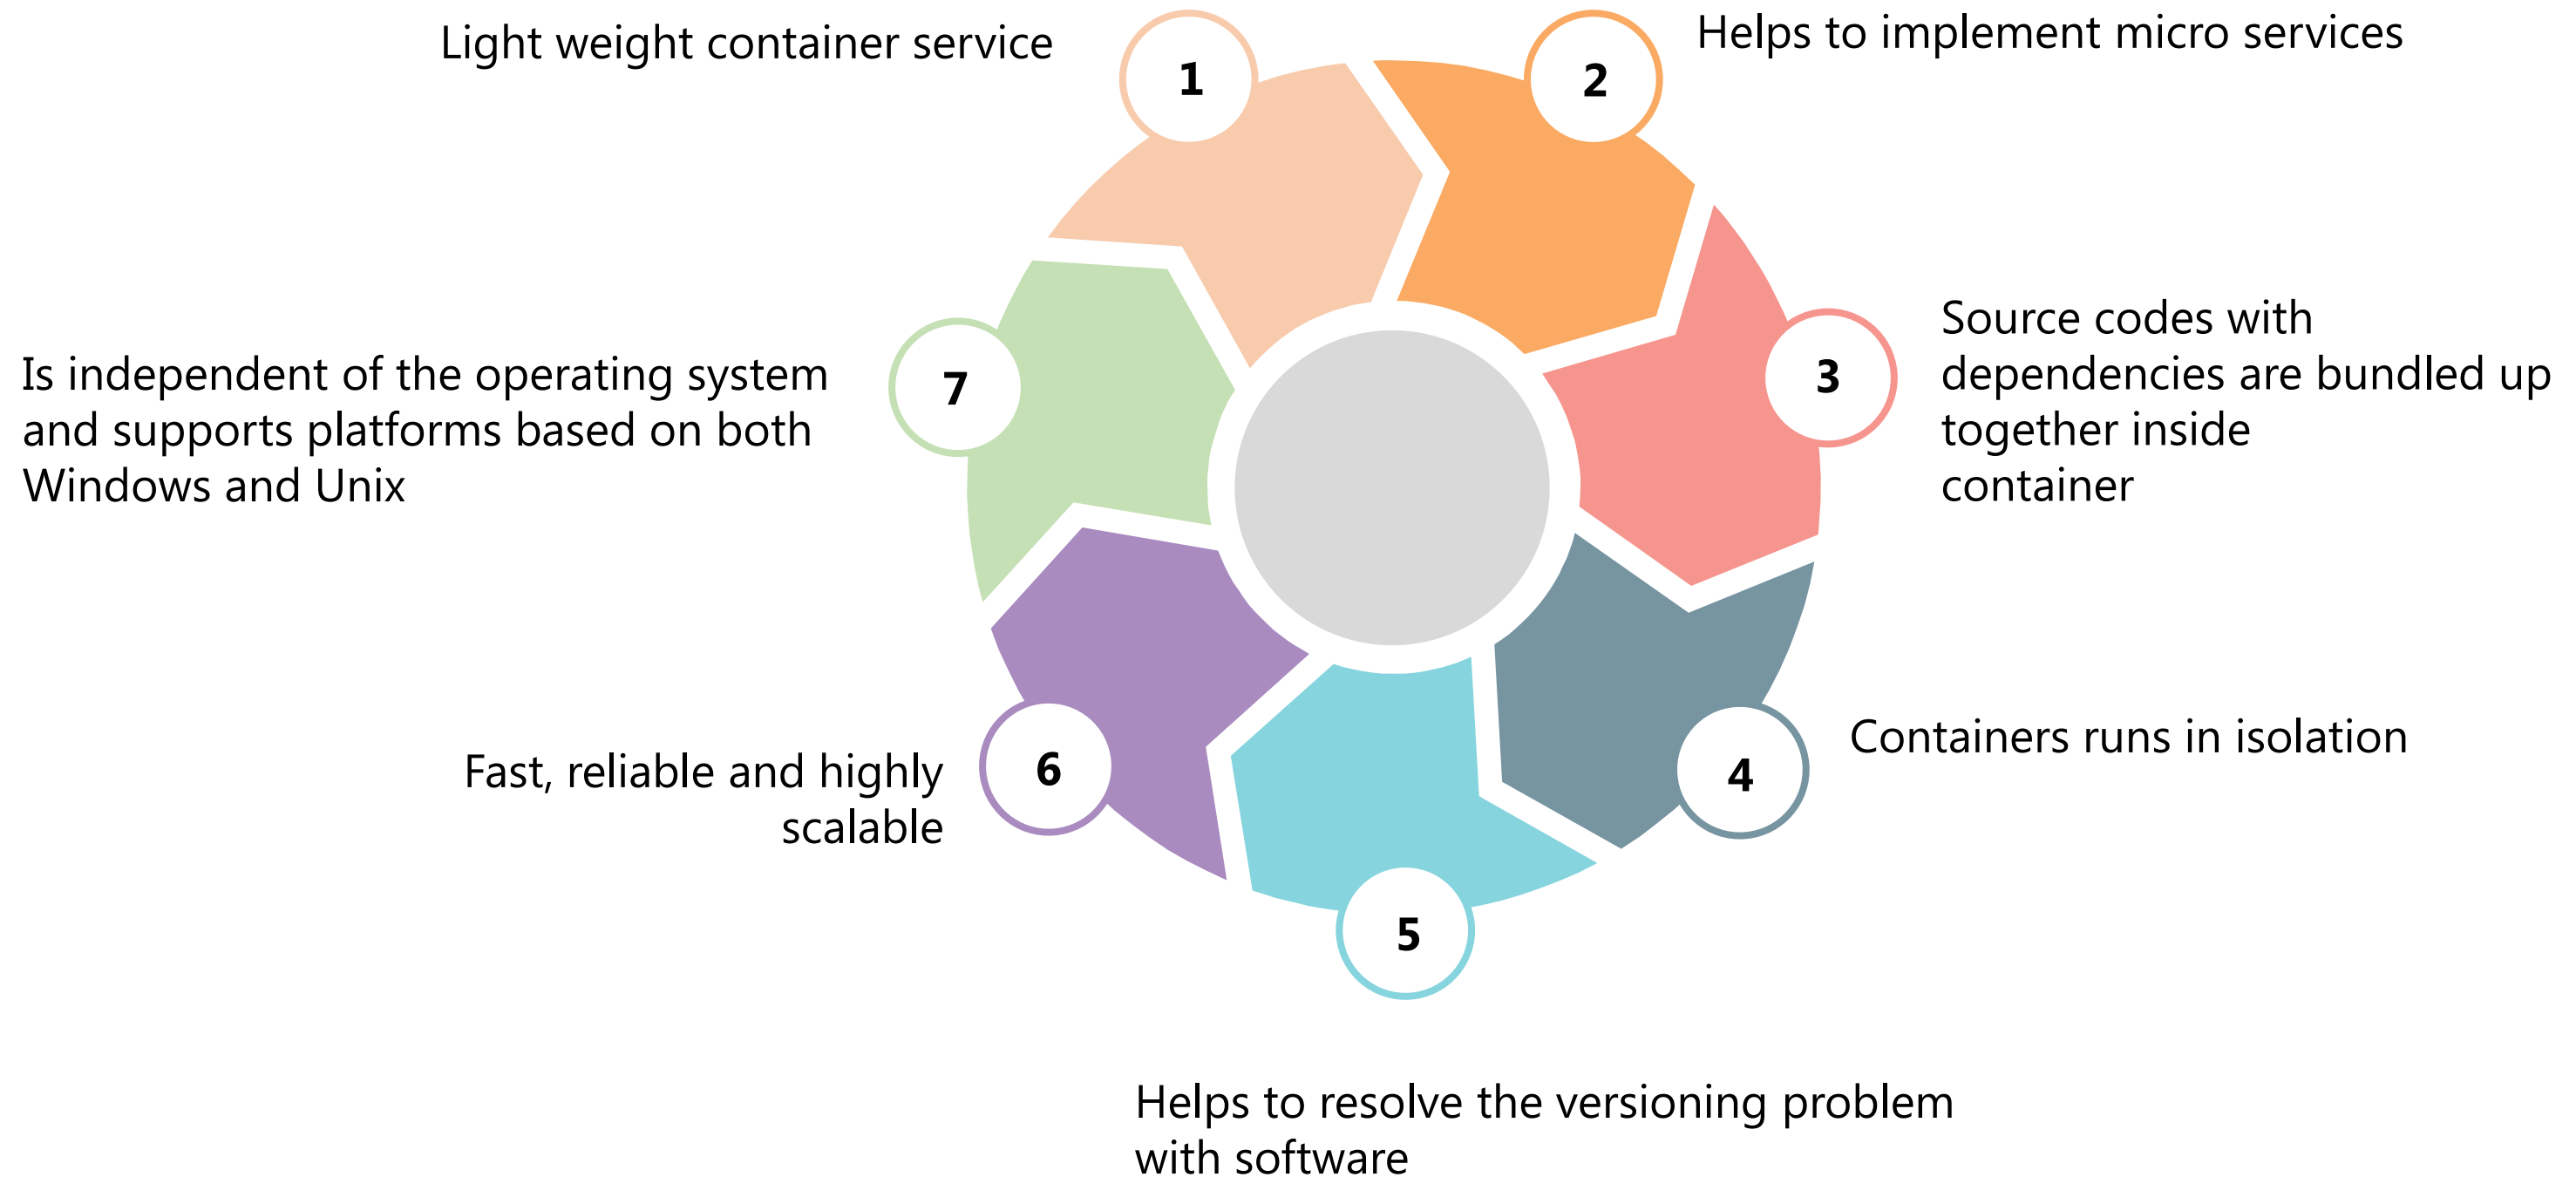 Light weight container service
1
2
Helps to implement micro services
3
Source codes with
dependencies are bundled up
together inside
container
4
Containers runs in isolation
5
Helps to resolve the versioning problem
with software
6
Fast, reliable and highly
scalable
7
Is independent of the operating system
and supports platforms based on both
Windows and Unix